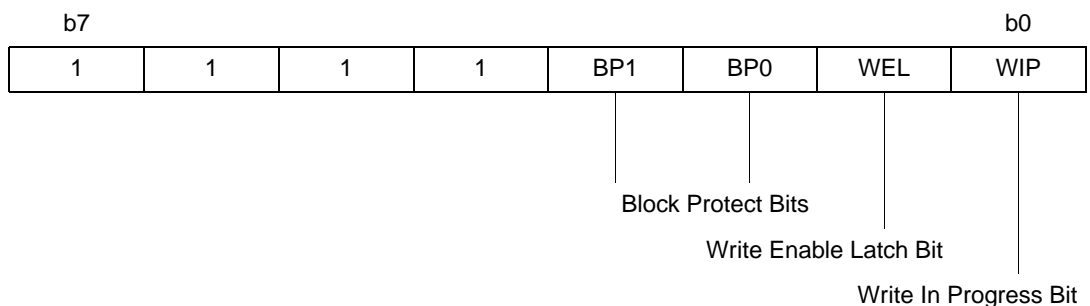 b7 b0
1 1 1 1 BP1 BP0 WEL WIP
Block Protect Bits
Write Enable Latch Bit
Write In Progress Bit